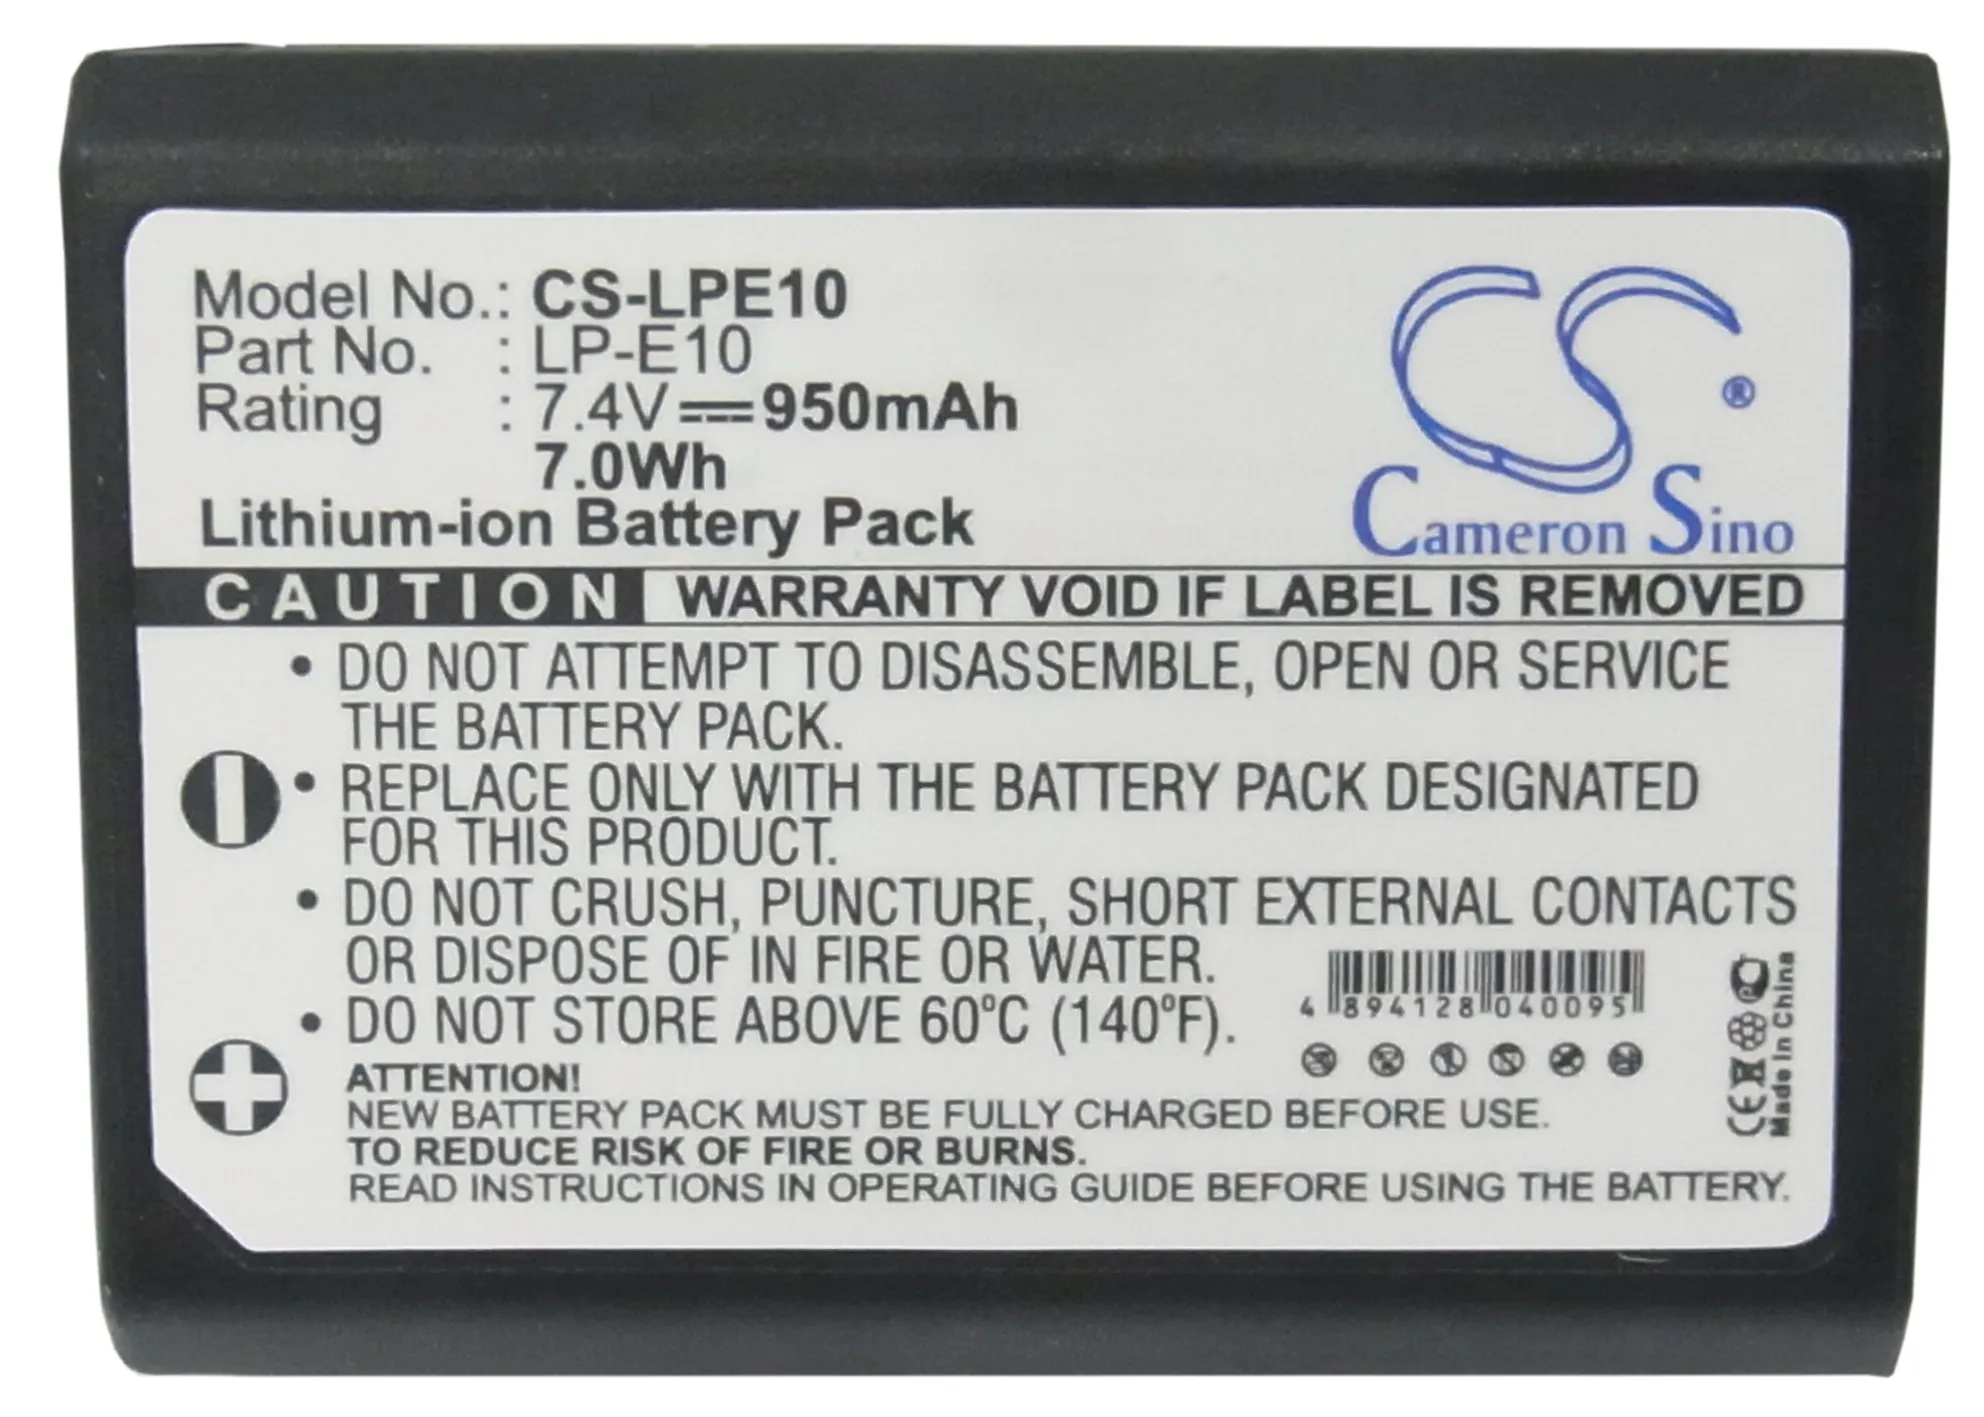 Model No.: CS-LPE10
Part No. : LP-E10
Rating : 7.4V⎓950mAh
7.0Wh
Lithium-ion Battery Pack
CS®
Cameron Sino
CAUTION WARRANTY VOID IF LABEL IS REMOVED
• DO NOT ATTEMPT TO DISASSEMBLE, OPEN OR SERVICE
THE BATTERY PACK.
• REPLACE ONLY WITH THE BATTERY PACK DESIGNATED
FOR THIS PRODUCT.
• DO NOT CRUSH, PUNCTURE, SHORT EXTERNAL CONTACTS
OR DISPOSE OF IN FIRE OR WATER.
• DO NOT STORE ABOVE 60°C (140°F).
4 894128 040095
ATTENTION!
NEW BATTERY PACK MUST BE FULLY CHARGED BEFORE USE.
TO REDUCE RISK OF FIRE OR BURNS.
READ INSTRUCTIONS IN OPERATING GUIDE BEFORE USING THE BATTERY.
CE
Made in China